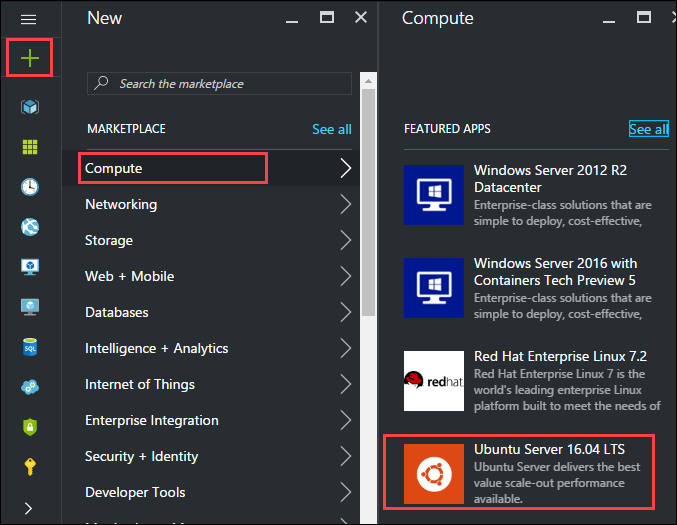 New
Search the marketplace
MARKETPLACE
See all
Compute
Networking
Storage
Web + Mobile
Databases
Intelligence + Analytics
Internet of Things
Enterprise Integration
Security + Identity
Developer Tools
Compute
FEATURED APPS
See all
Windows Server 2012 R2
Datacenter
Enterprise-class solutions that are
simple to deploy, cost-effective,
Windows Server 2016 with
Containers Tech Preview 5
Enterprise-class solutions that are
simple to deploy, cost-effective,
redhat
Red Hat Enterprise Linux 7.2
Red Hat Enterprise Linux 7 is the
world's leading enterprise Linux
platform built to meet the needs of
Ubuntu Server 16.04 LTS
Ubuntu Server delivers the best
value scale-out performance
available.
SQL